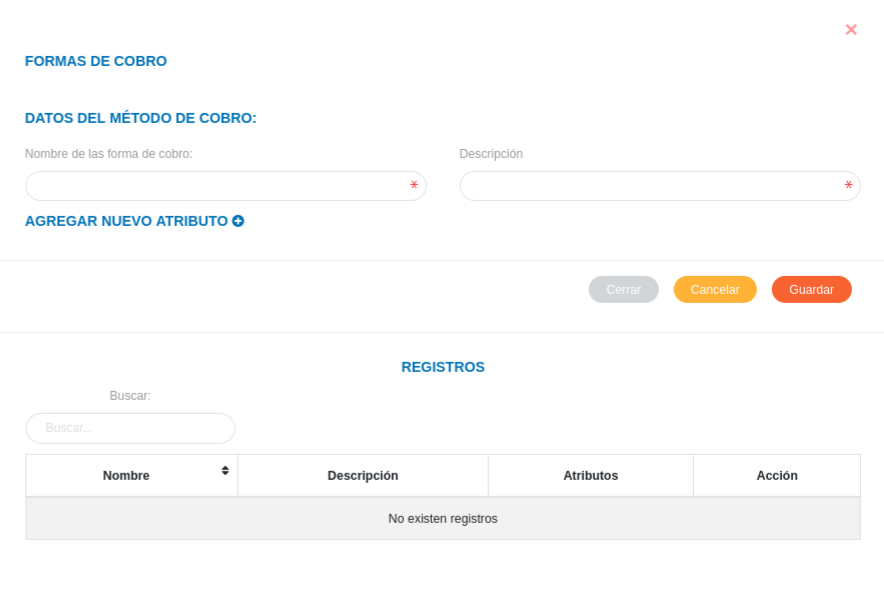 FORMAS DE COBRO
DATOS DEL MÉTODO DE COBRO:
Nombre de las forma de cobro:
Descripción
AGREGAR NUEVO ATRIBUTO
Cerrar
Cancelar
Guardar
REGISTROS
Buscar:
Buscar...
Nombre
Descripción
Atributos
Acción
No existen registros